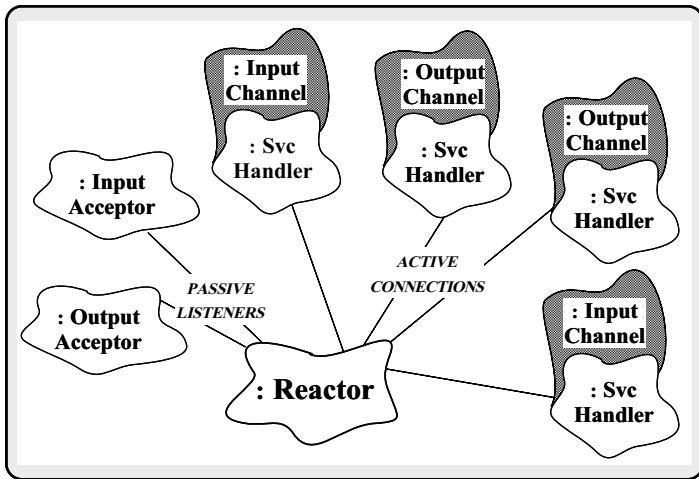 : Input
Channel
: Svc
Handler
: Output
Channel
: Svc
Handler
: Output
Channel
: Svc
Handler
: Input
Acceptor
PASSIVE
LISTENERS
ACTIVE
CONNECTIONS
: Output
Acceptor
: Reactor
: Input
Channel
: Svc
Handler